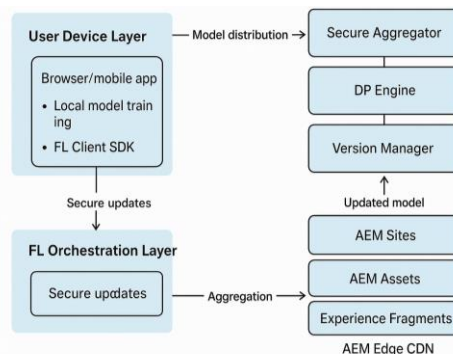 User Device Layer
Browser/mobile app
• Local model train
ing
• FL Client SDK
Model distribution
Secure Aggregator
DP Engine
Version Manager
Secure updates
Updated model
FL Orchestration Layer
Secure updates
Aggregation
AEM Sites
AEM Assets
Experience Fragments
AEM Edge CDN